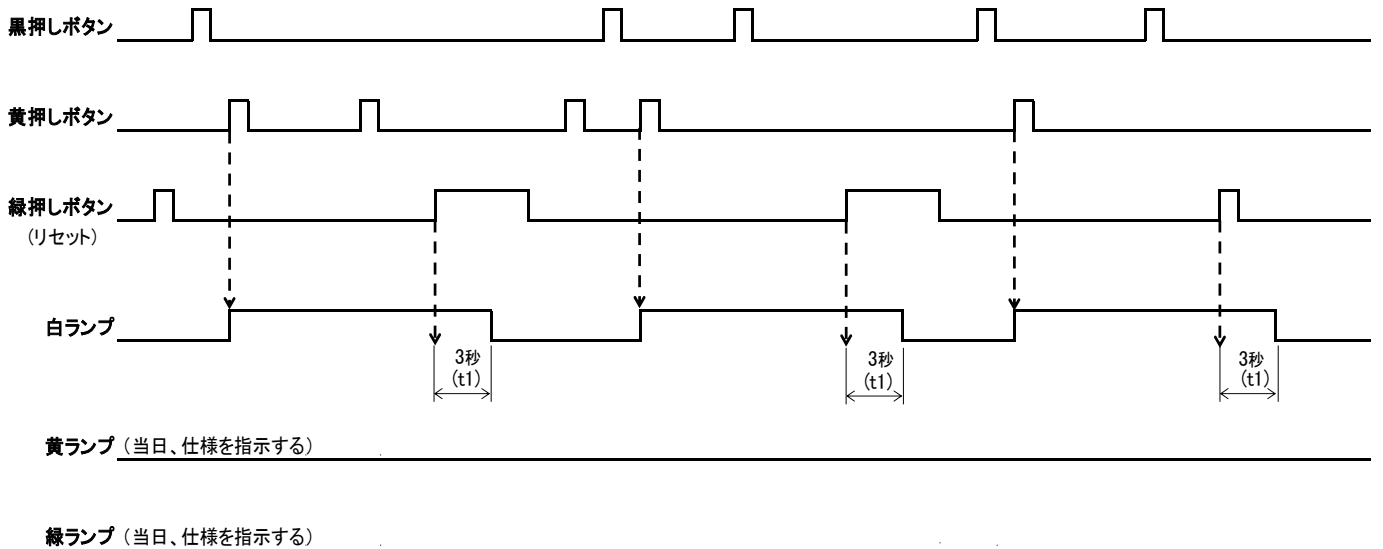 黒押しボタン
黄押しボタン
緑押しボタン
(リセット)
白ランプ
3秒
(t1)
3秒
(t1)
3秒
(t1)
黄ランプ(当日、仕様を指示する)
緑ランプ(当日、仕様を指示する)